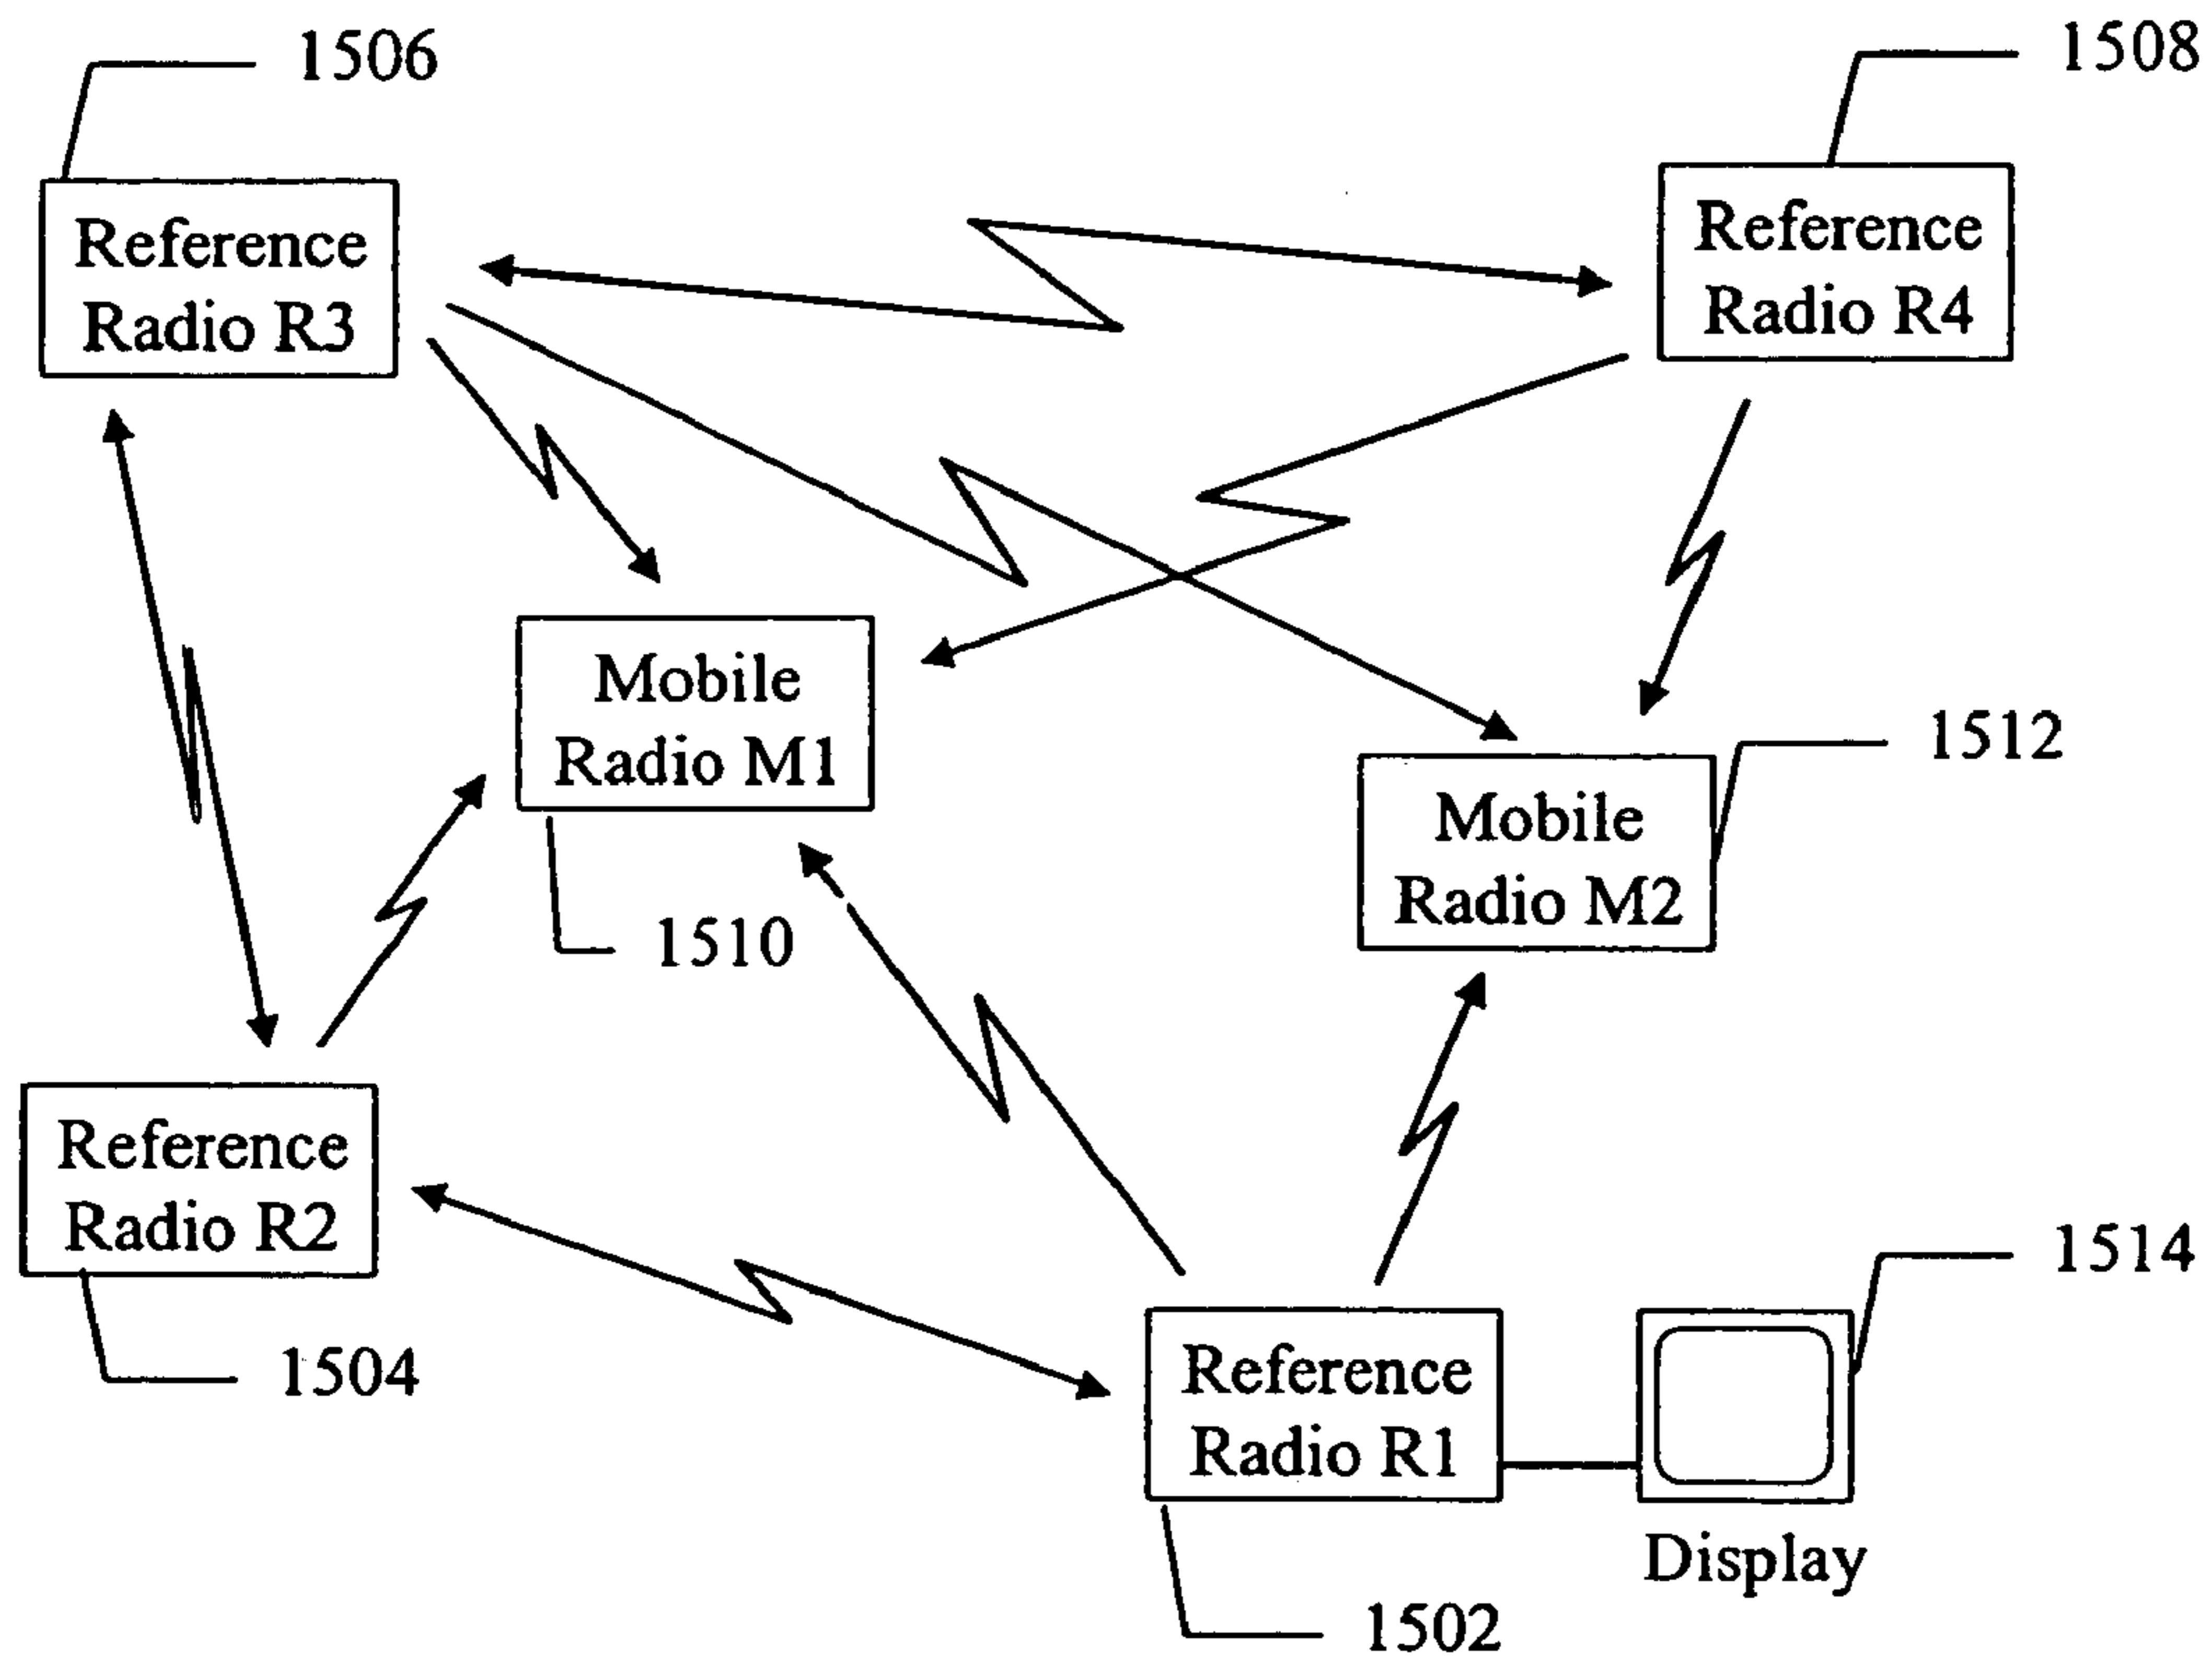 1506
1508
Reference
Radio R3
Reference
Radio R4
Mobile
Radio M1
1512
Mobile
Radio M2
1510
Reference
Radio R2
1514
1504
Reference
Radio R1
Display
1502